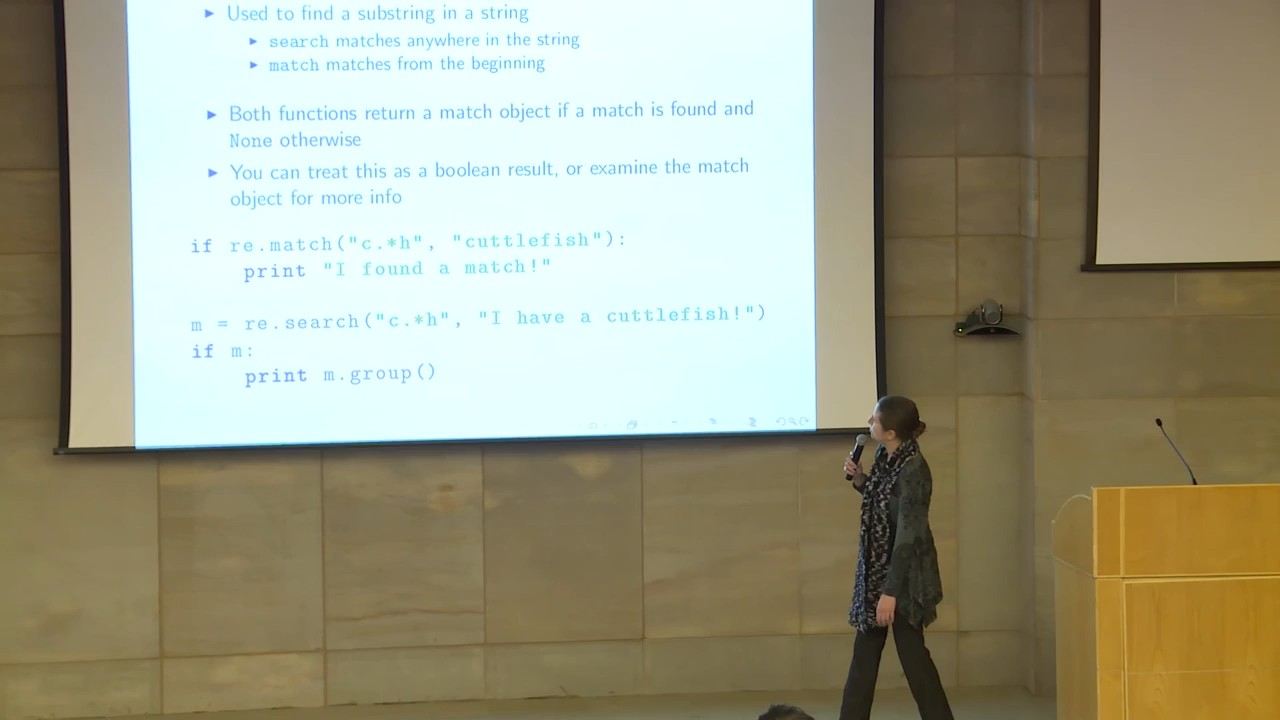 Used to find a substring in a string
search matches anywhere in the string
match matches from the beginning
Both functions return a match object if a match is found and
None otherwise
You can treat this as a boolean result, or examine the match
object for more info
if re.match("c.*h", "cuttlefish"):
print "I found a match!"
m = re.search("c.*h", "I have a cuttlefish!")
if m:
print m.group()